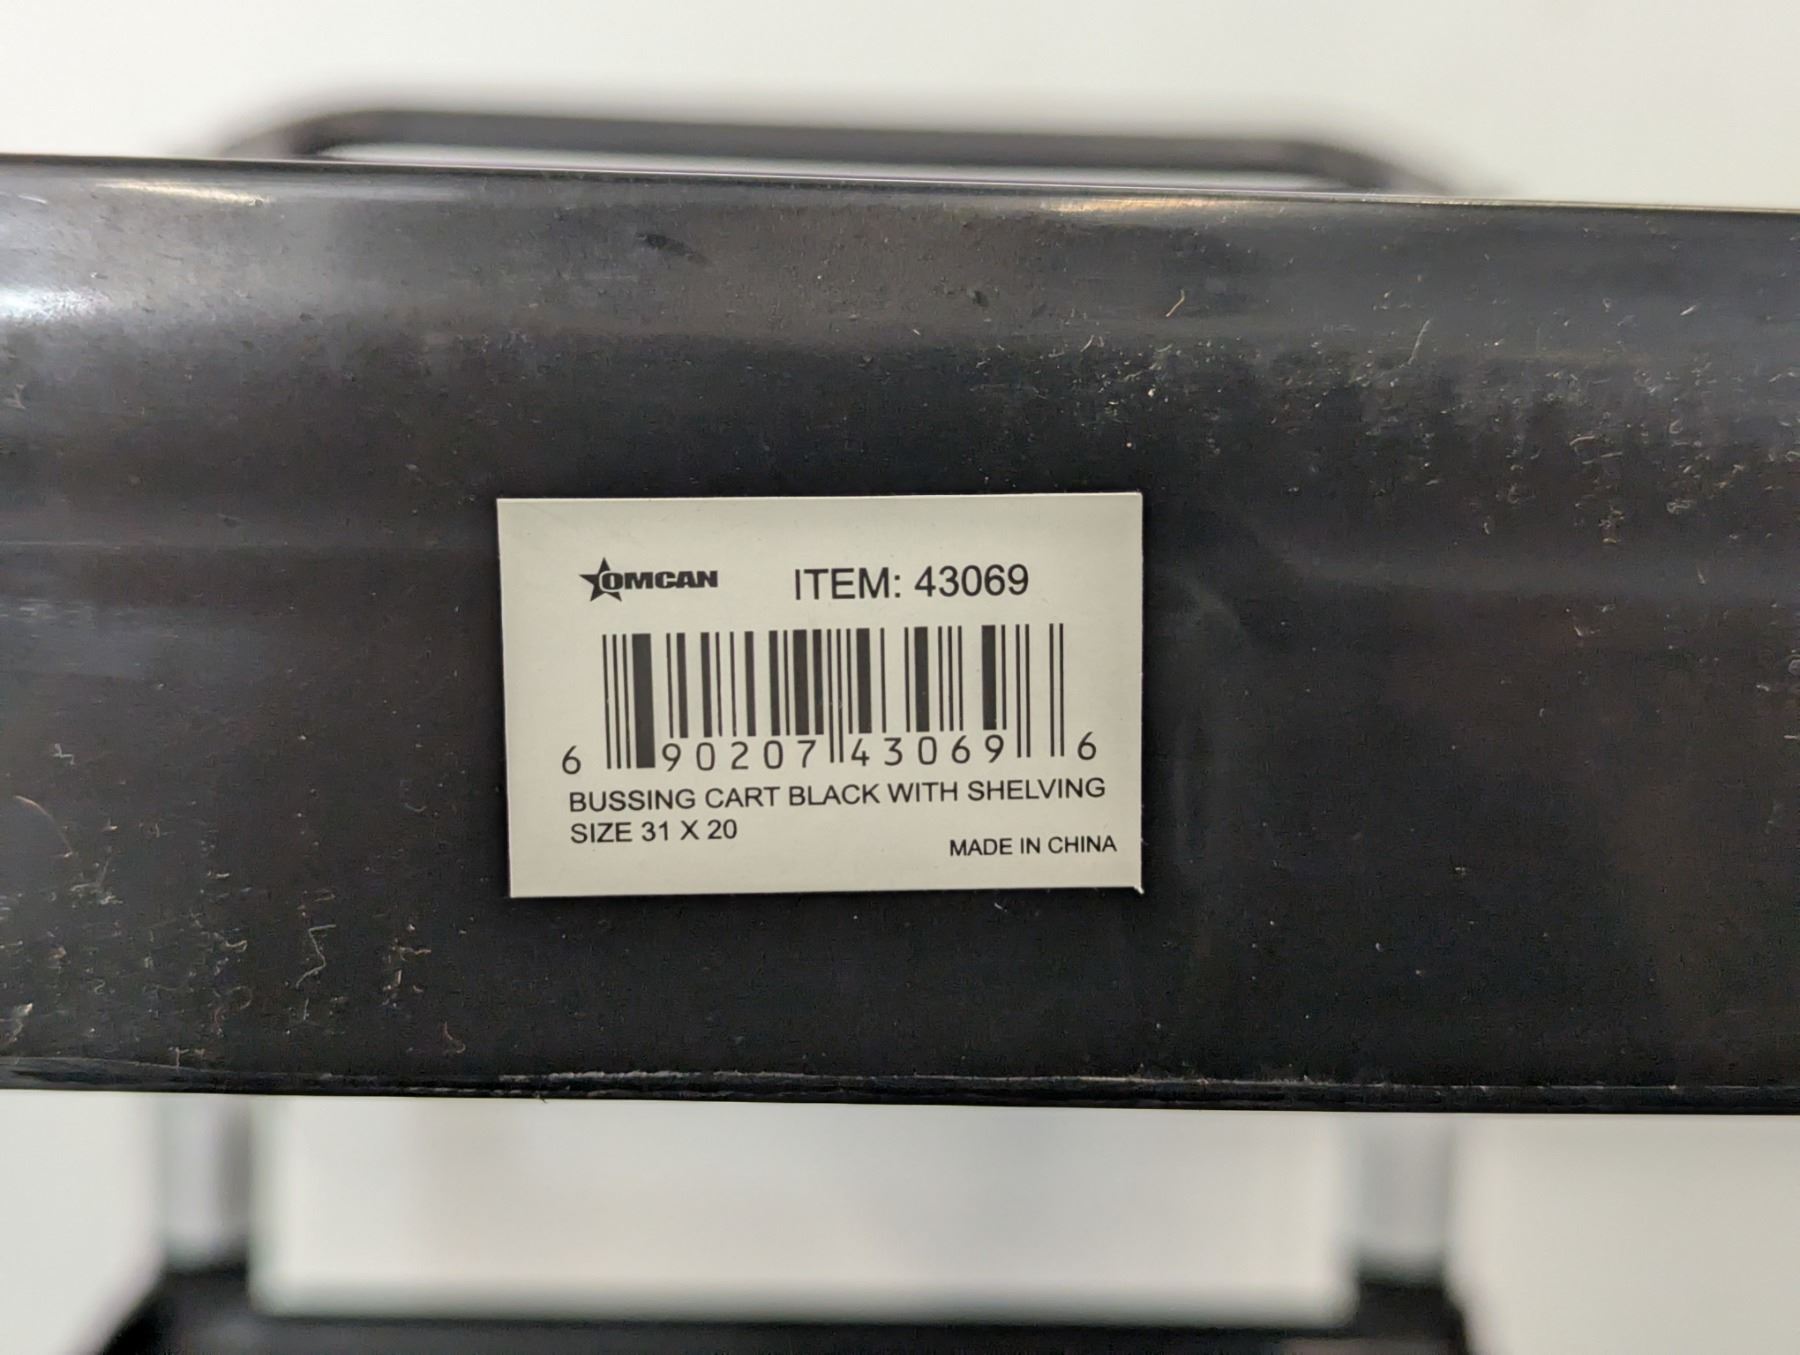 OMCAN ITEM: 43069
6 90207 43069 6
BUSSING CART BLACK WITH SHELVING
SIZE 31 X 20
MADE IN CHINA